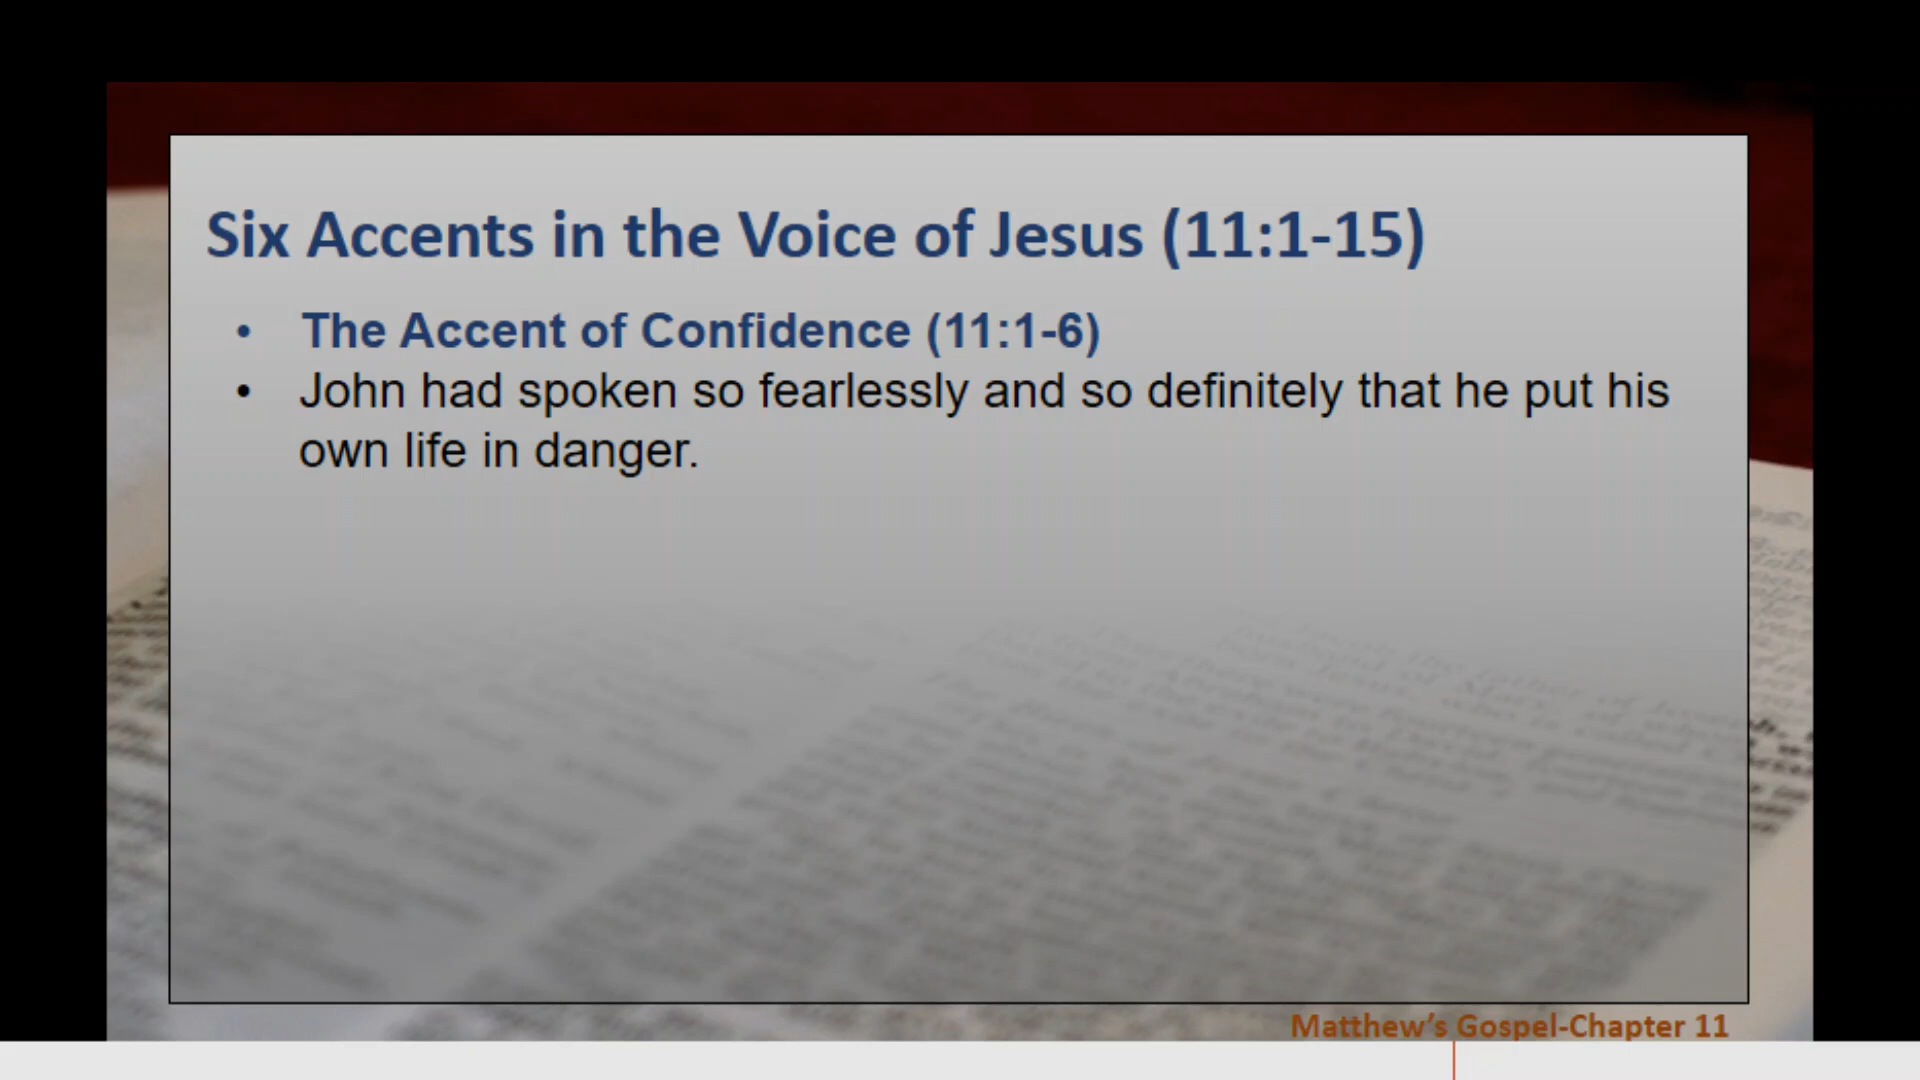 Six Accents in the Voice of Jesus (11:1-15)
• The Accent of Confidence (11:1-6)
• John had spoken so fearlessly and so definitely that he put his
own life in danger.
Matthew’s Gospel-Chapter 11